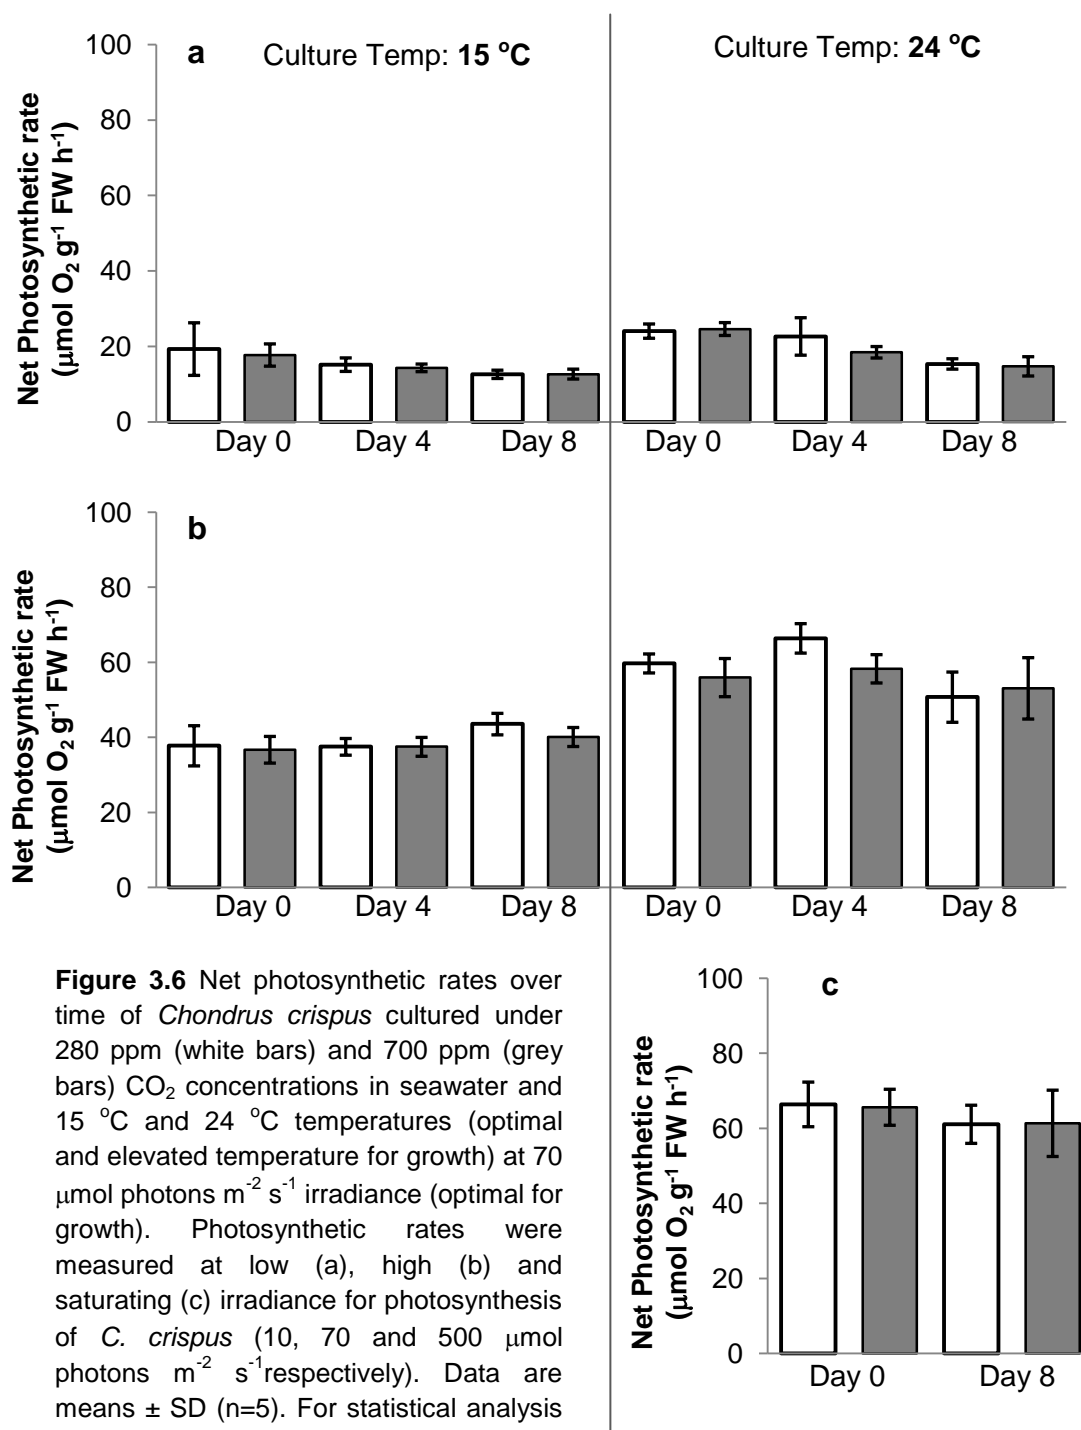 a Culture Temp: 15 °C
Culture Temp: 24 °C
Net Photosynthetic rate
(μmol O₂ g⁻¹ FW h⁻¹)
100
80
60
40
20
0
Day 0 Day 4 Day 8 Day 0 Day 4 Day 8
b
Net Photosynthetic rate
(μmol O₂ g⁻¹ FW h⁻¹)
100
80
60
40
20
0
Day 0 Day 4 Day 8 Day 0 Day 4 Day 8
Figure 3.6 Net photosynthetic rates over
time of Chondrus crispus cultured under
280 ppm (white bars) and 700 ppm (grey
bars) CO₂ concentrations in seawater and
15 °C and 24 °C temperatures (optimal
and elevated temperature for growth) at 70
μmol photons m⁻² s⁻¹ irradiance (optimal for
growth). Photosynthetic rates were
measured at low (a), high (b) and
saturating (c) irradiance for photosynthesis
of C. crispus (10, 70 and 500 μmol
photons m⁻² s⁻¹respectively). Data are
means ± SD (n=5). For statistical analysis
c
Net Photosynthetic rate
(μmol O₂ g⁻¹ FW h⁻¹)
100
80
60
40
20
0
Day 0 Day 8